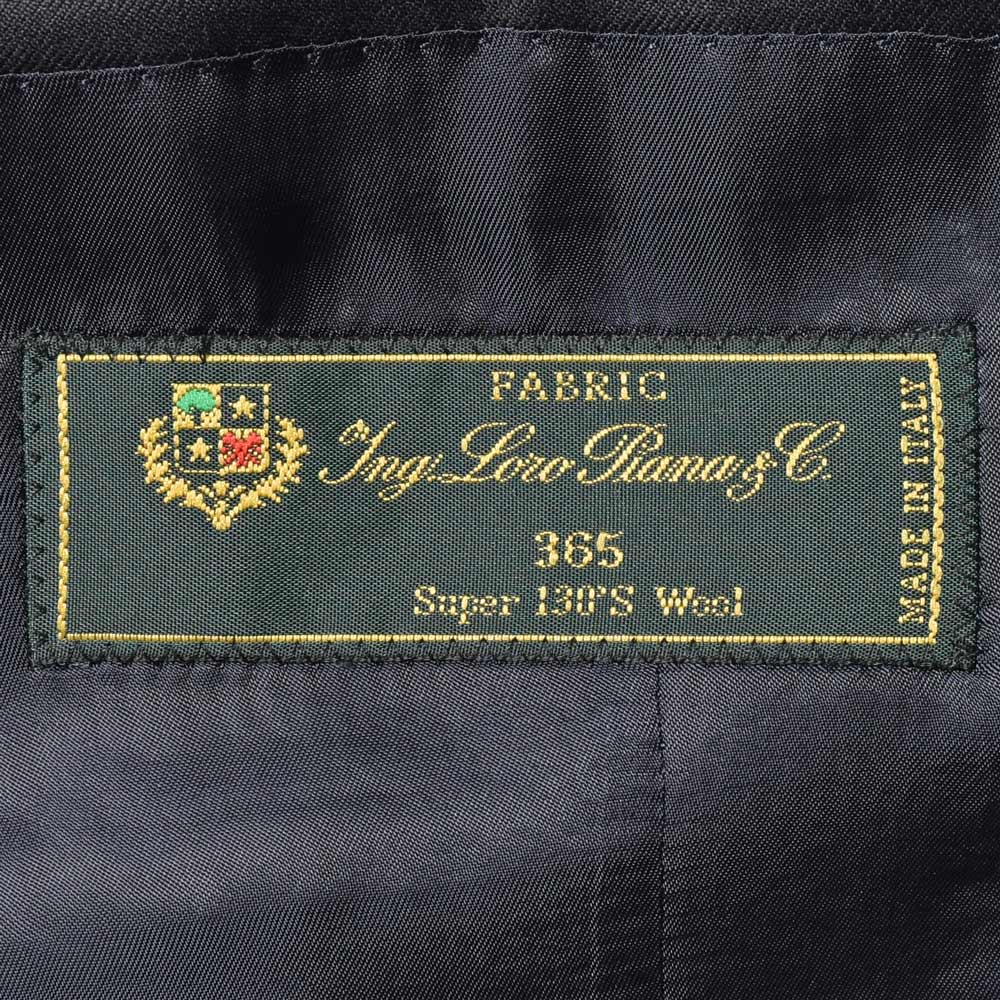 FABRIC
Ing. Loro Piana & C.
365
Super 130'S Wool
MADE IN ITALY